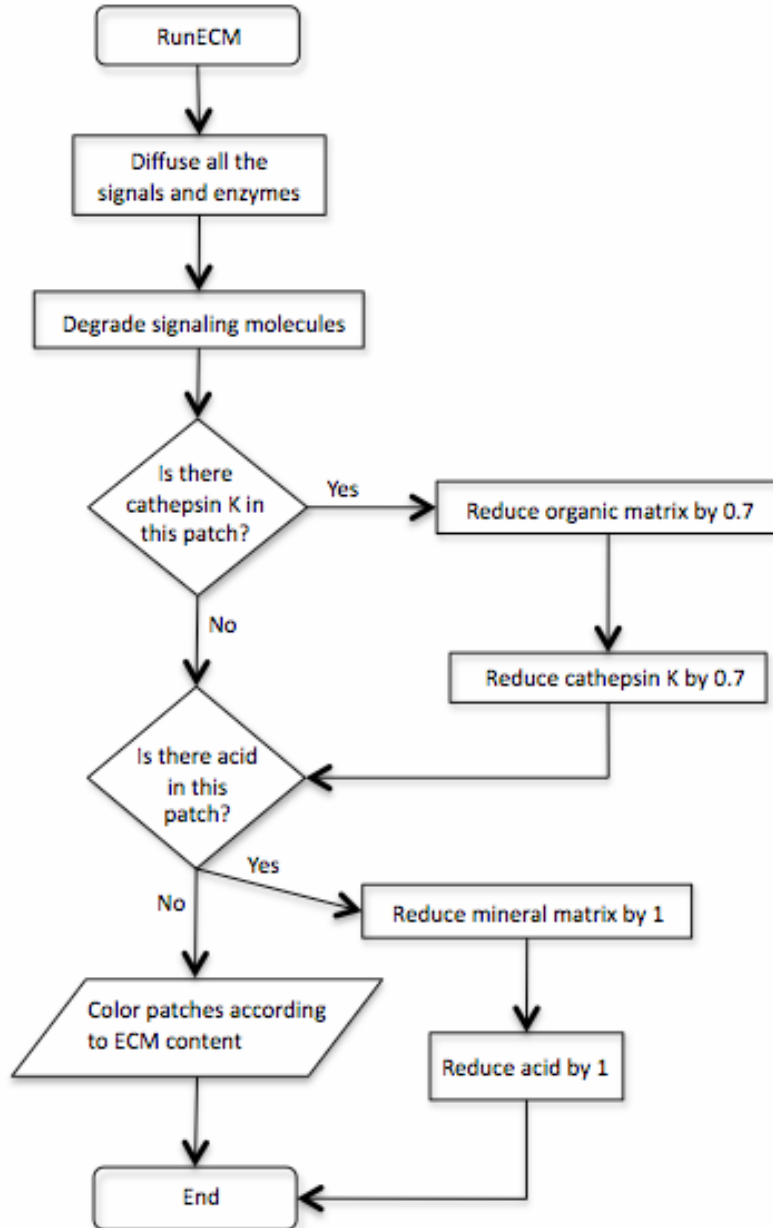 RunECM
Diffuse all the
signals and enzymes
Degrade signaling molecules
Is there
cathepsin K in
this patch?
Yes
Reduce organic matrix by 0.7
No
Reduce cathepsin K by 0.7
Is there acid
in this
patch?
Yes
No
Reduce mineral matrix by 1
Color patches according
to ECM content
Reduce acid by 1
End